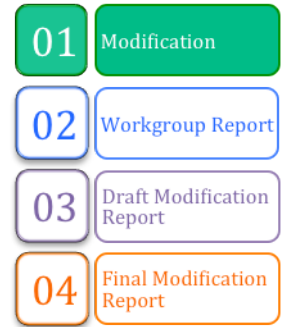 01 Modification
02 Workgroup Report
03 Draft Modification
Report
04 Final Modification
Report